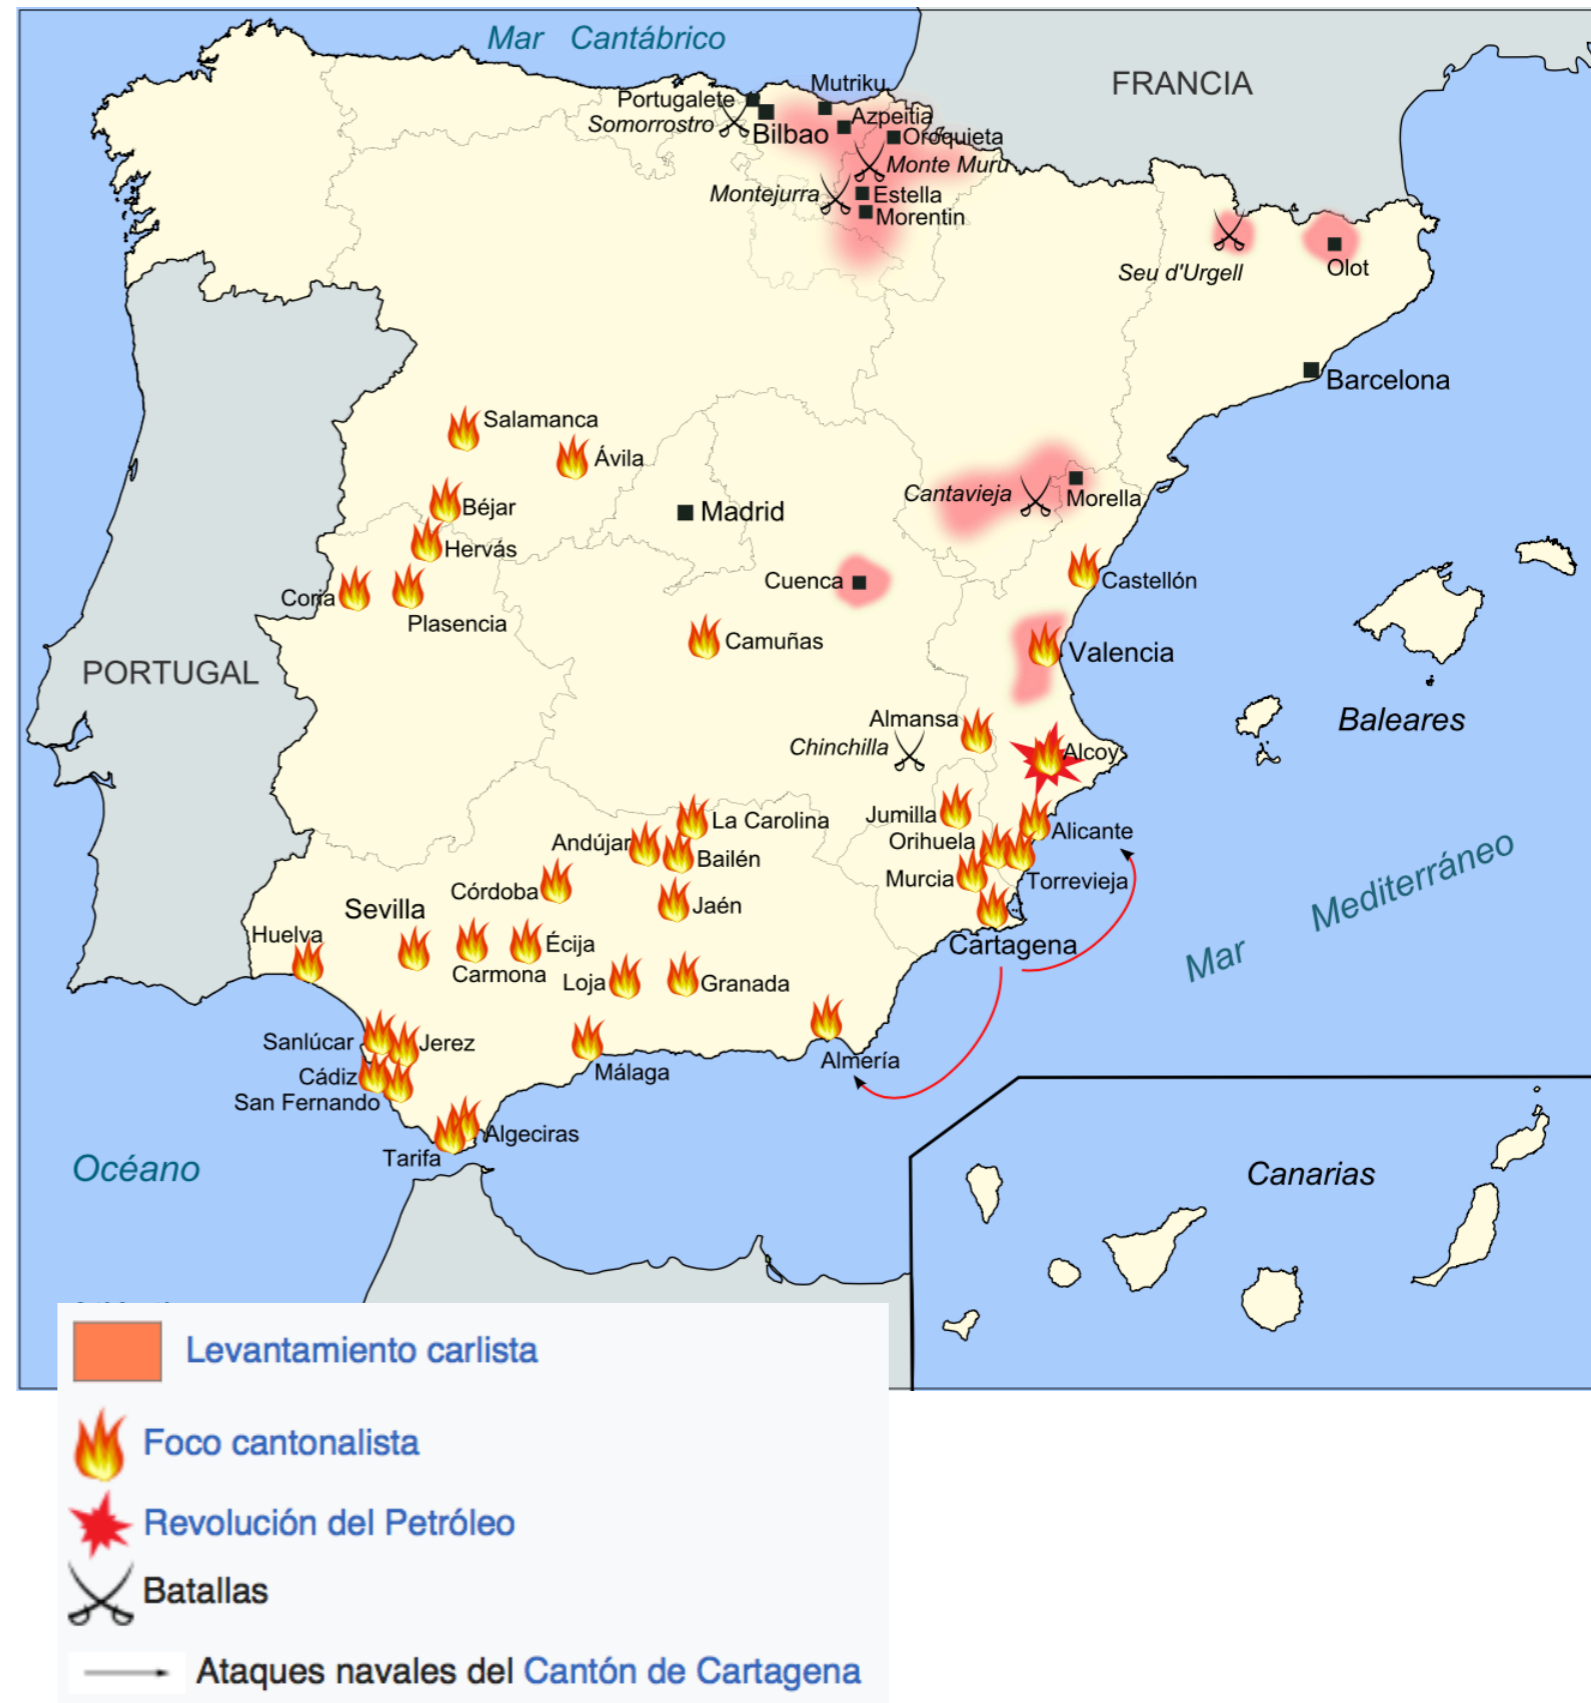 Mar Cantábrico
FRANCIA
Mutriku
Portugalete
Azpeitia
Somorrostro
Bilbao
Oroquieta
Monte Muru
Montejurra
Estella
Morentin
Seu d'Urgell
Olot
Barcelona
Salamanca
Ávila
Cantavieja
Morella
Béjar
Madrid
Hervás
Cuenca
Castellón
Coria
Plasencia
Camuñas
Valencia
PORTUGAL
Baleares
Almansa
Chinchilla
Alcoy
Jumilla
La Carolina
Alicante
Andújar
Orihuela
Bailén
Murcia
Torrevieja
Córdoba
Jaén
Sevilla
Mar Mediterráneo
Huelva
Écija
Cartagena
Carmona
Loja
Granada
Sanlúcar
Jerez
Almería
Málaga
Cádiz
San Fernando
Algeciras
Tarifa
Océano
Canarias
Levantamiento carlista
Foco cantonalista
Revolución del Petróleo
Batallas
Ataques navales del Cantón de Cartagena